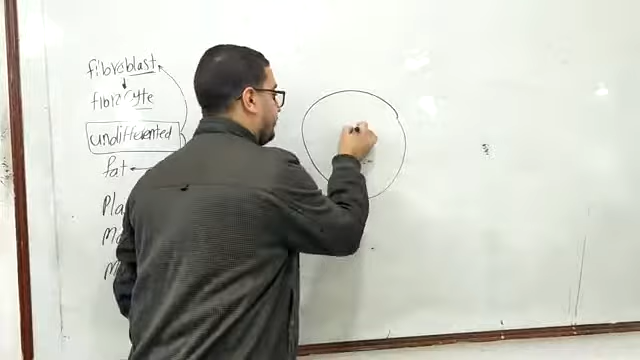 fibroblast
fibrocyte
undifferented
fat
Pla